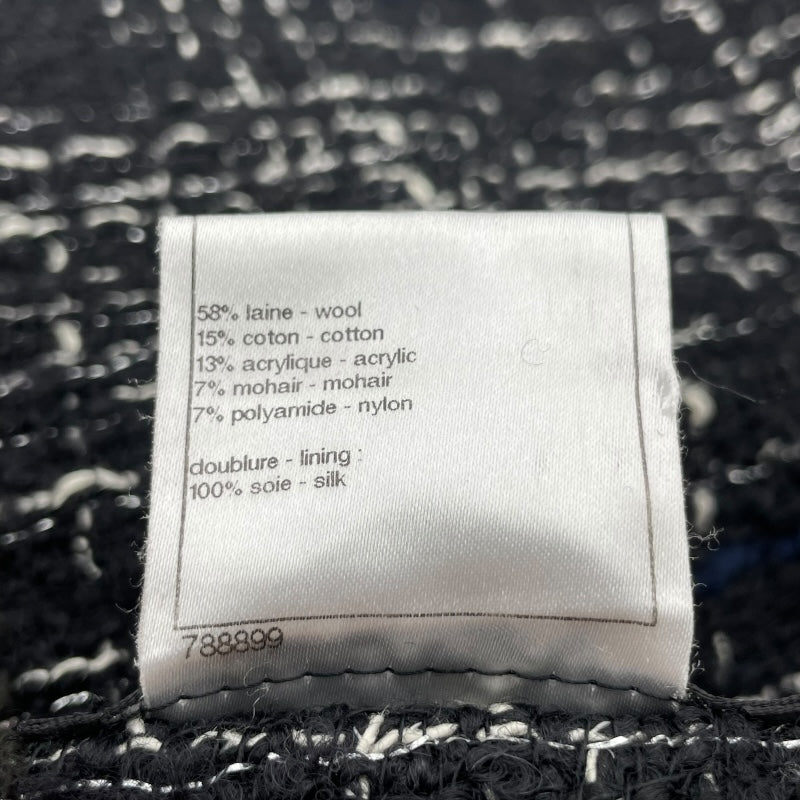 58% laine - wool
15% coton - cotton
13% acrylique - acrylic
7% mohair - mohair
7% polyamide - nylon
doublure - lining :
100% soie - silk
788899